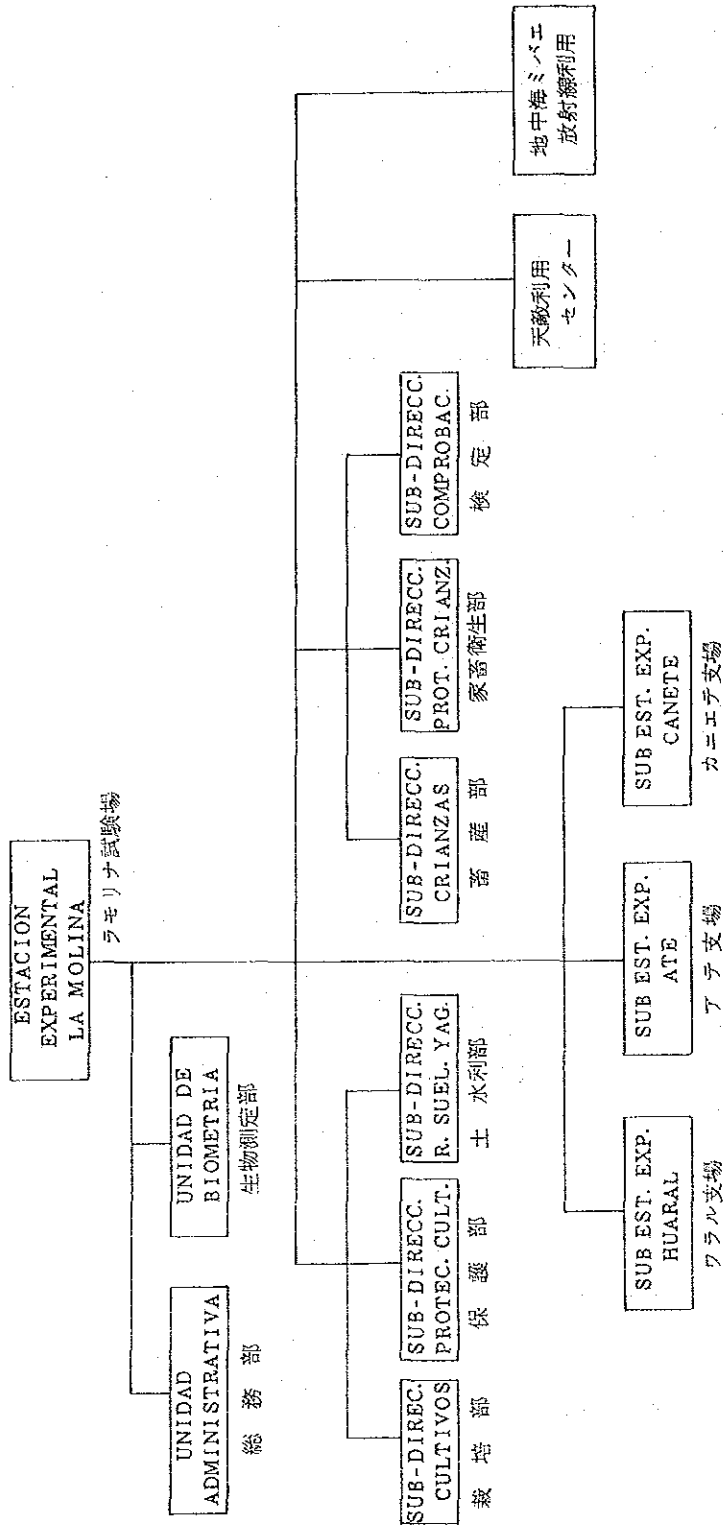 ESTACION
EXPERIMENTAL
LA MOLINA
ラモリナ試験場
UNIDAD
ADMINISTRATIVA
総務部
UNIDAD DE
BIOMETRIA
生物測定部
SUB-DIREC.
CULTIVOS
栽培部
SUB-DIRECC.
PROTEC. CULT.
保護部
SUB-DIRECC.
R. SUEL. YAG.
土 水利部
SUB-DIRECC.
CRIANZAS
畜産部
SUB-DIRECC.
PROT. CRIANZ.
家畜衛生部
SUB-DIRECC.
COMPROBAC.
検定部
天敵利用
センター
地中海ミバエ
放射線利用
SUB EST. EXP.
HUARAL
ワラル支場
SUB EST. EXP.
ATE
アテ支場
SUB EST. EXP.
CANETE
カニエテ支場